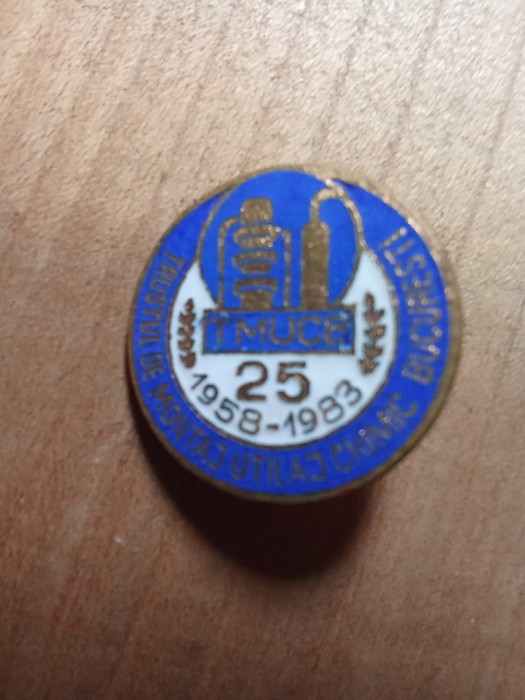 TMUCB
25
1958-1983
TRUSTUL DE MONTAJ UTILAJ CHIMIC BUCUREȘTI